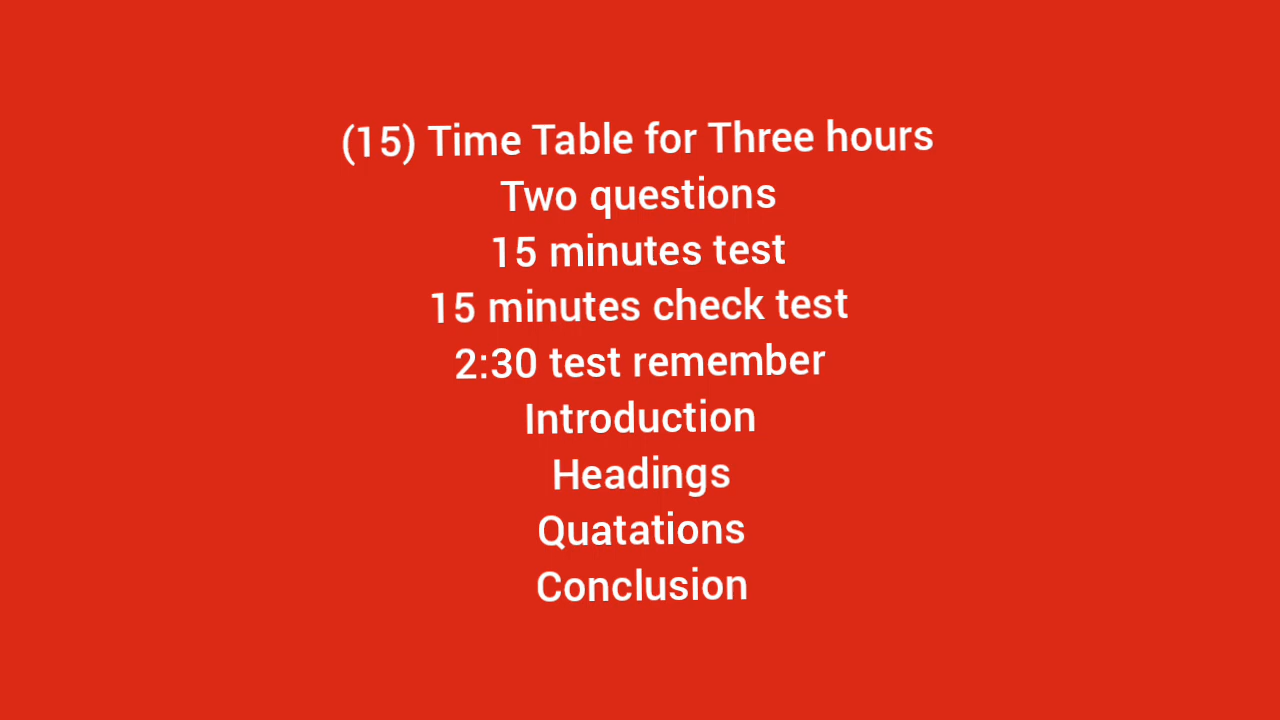 (15) Time Table for Three hours
Two questions
15 minutes test
15 minutes check test
2:30 test remember
Introduction
Headings
Quatations
Conclusion